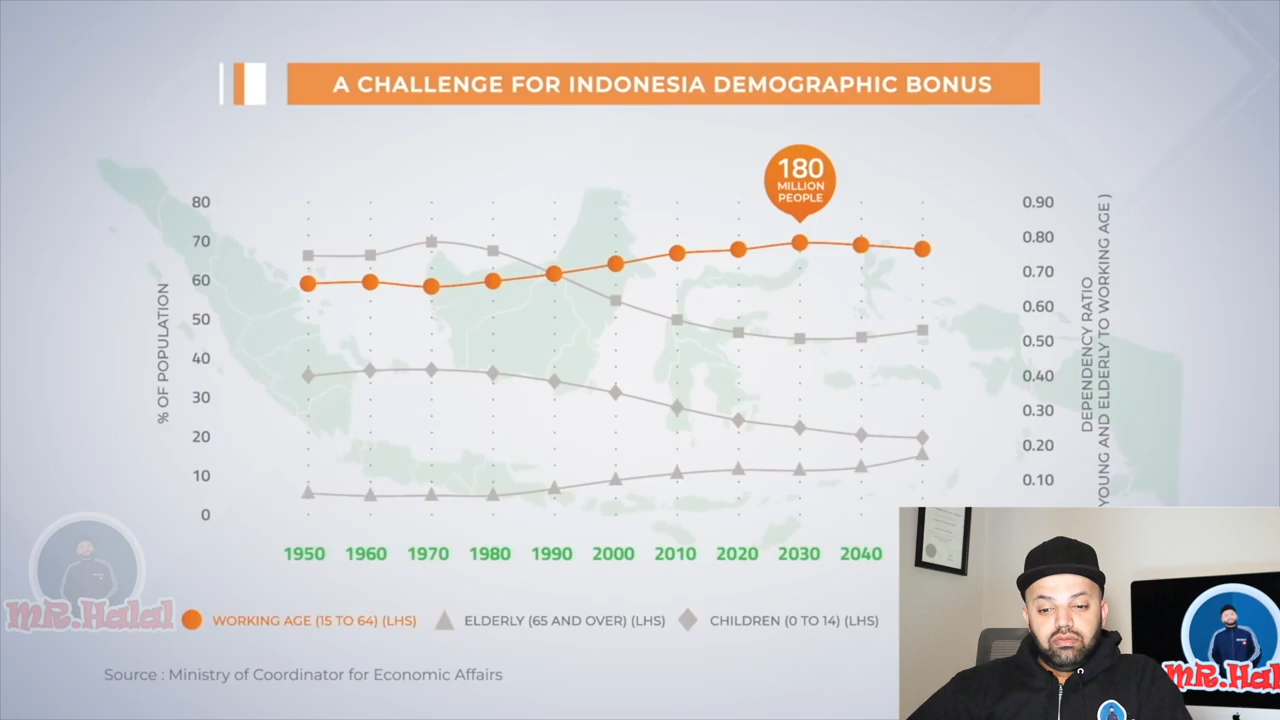 A CHALLENGE FOR INDONESIA DEMOGRAPHIC BONUS
180
MILLION
PEOPLE
80
70
60
50
40
30
20
10
0
% OF POPULATION
0.90
0.80
0.70
0.60
0.50
0.40
0.30
0.20
0.10
DEPENDENCY RATIO
YOUNG AND ELDERLY TO WORKING AGE )
1950 1960 1970 1980 1990 2000 2010 2020 2030 2040
WORKING AGE (15 TO 64) (LHS) ELDERLY (65 AND OVER) (LHS) CHILDREN (0 TO 14) (LHS)
Source : Ministry of Coordinator for Economic Affairs
MR.Halal
MR.Hal